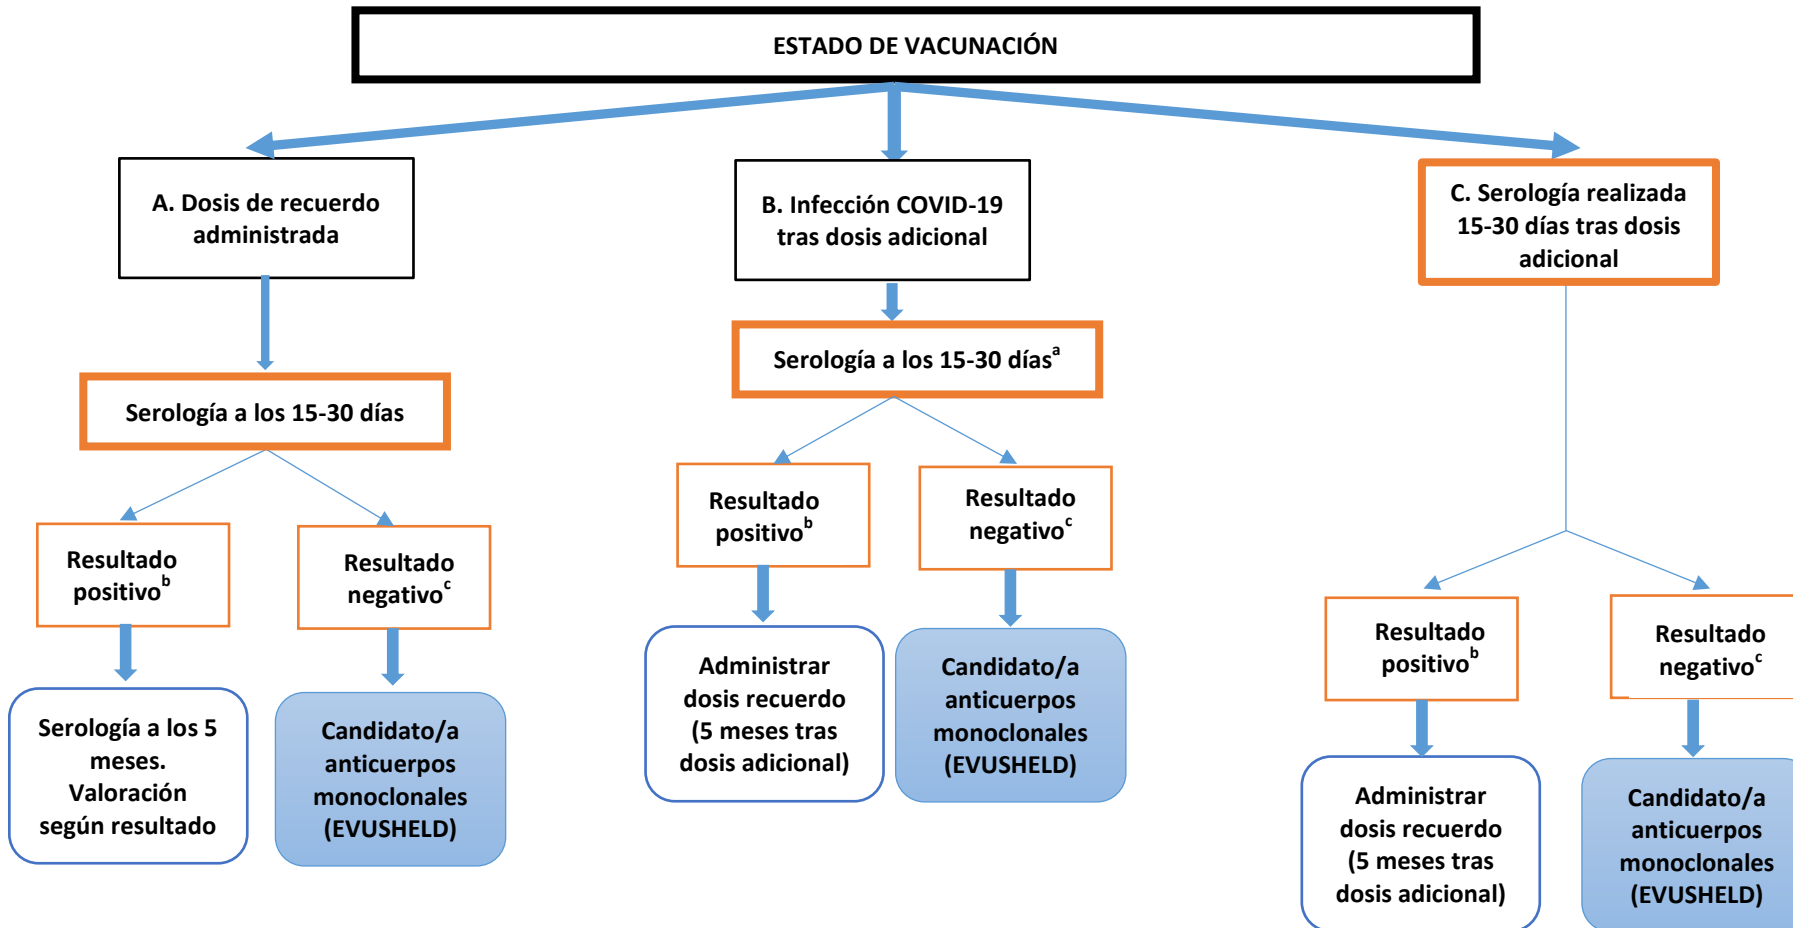 ESTADO DE VACUNACIÓN
A. Dosis de recuerdo
administrada
Serología a los 15-30 días
Resultado
positivob
Resultado
negativoc
Serología a los 5
meses.
Valoración
según resultado
Candidato/a
anticuerpos
monoclonales
(EVUSHELD)
B. Infección COVID-19
tras dosis adicional
Serología a los 15-30 díasa
Resultado
positivob
Resultado
negativoc
Administrar
dosis recuerdo
(5 meses tras
dosis adicional)
Candidato/a
anticuerpos
monoclonales
(EVUSHELD)
C. Serología realizada
15-30 días tras dosis
adicional
Resultado
positivob
Resultado
negativoc
Administrar
dosis recuerdo
(5 meses tras
dosis adicional)
Candidato/a
anticuerpos
monoclonales
(EVUSHELD)